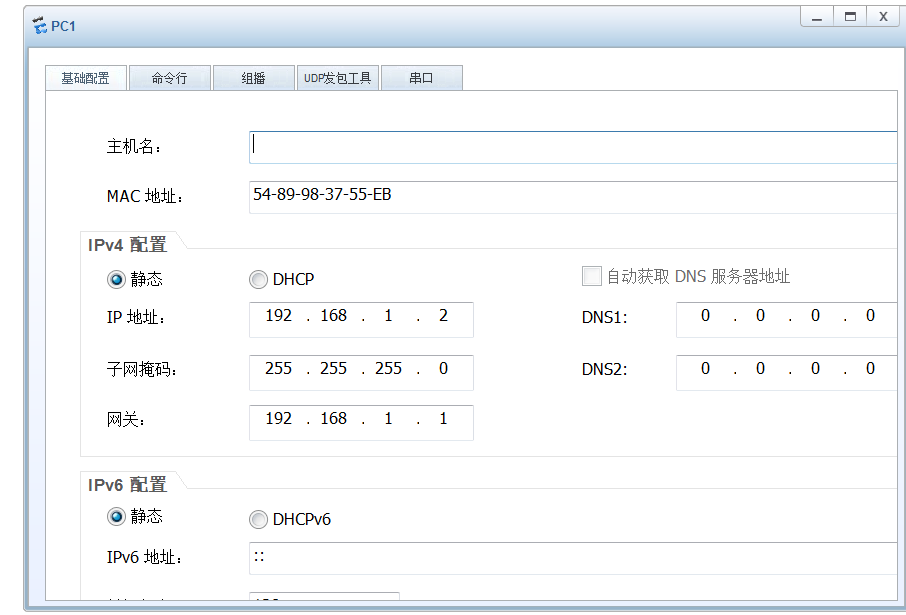 PC1
基础配置 命令行 组播 UDP发包工具 串口
主机名：
MAC 地址： 54-89-98-37-55-EB
IPv4 配置
静态 DHCP 自动获取 DNS 服务器地址
IP 地址： 192 . 168 . 1 . 2 DNS1: 0 . 0 . 0 . 0
子网掩码： 255 . 255 . 255 . 0 DNS2: 0 . 0 . 0 . 0
网关： 192 . 168 . 1 . 1
IPv6 配置
静态 DHCPv6
IPv6 地址： ::